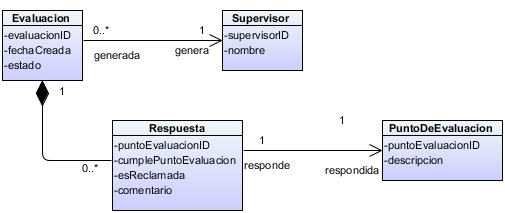 Evaluacion
-evaluacionID
-fechaCreada
-estado
0..*
generada
1
genera
Supervisor
-supervisorID
-nombre
1
0..*
Respuesta
-puntoEvaluacionID
-cumplePuntoEvaluacion
-esReclamada
-comentario
1
responde
1
respondida
PuntoDeEvaluacion
-puntoEvaluacionID
-descripcion